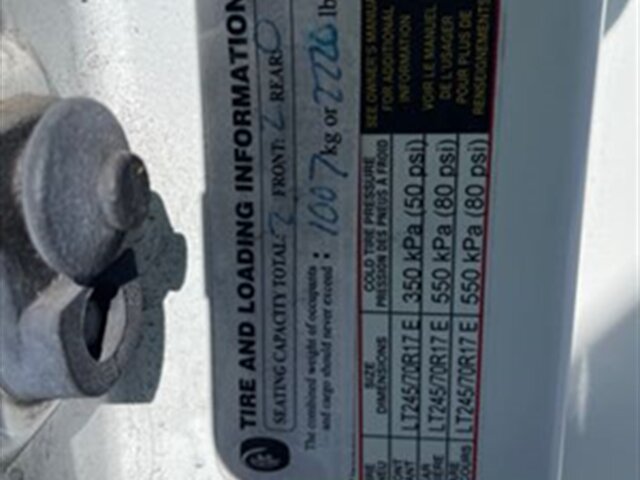 TIRE AND LOADING INFORMATION
SEATING CAPACITY TOTAL: 2 FRONT: 2 REAR: 0
The combined weight of occupants
and cargo should never exceed : 1007 kg or 2220 lb
SIZE
DIMENSIONS
COLD TIRE PRESSURE
PRESSION DES PNEUS À FROID
SEE OWNER'S MANUAL
FOR ADDITIONAL
INFORMATION
LT245/70R17 E 350 kPa (50 psi)
VOIR LE MANUEL
DE L'USAGER
POUR PLUS DE
RENSEIGNEMENTS
LT245/70R17 E 550 kPa (80 psi)
LT245/70R17 E 550 kPa (80 psi)